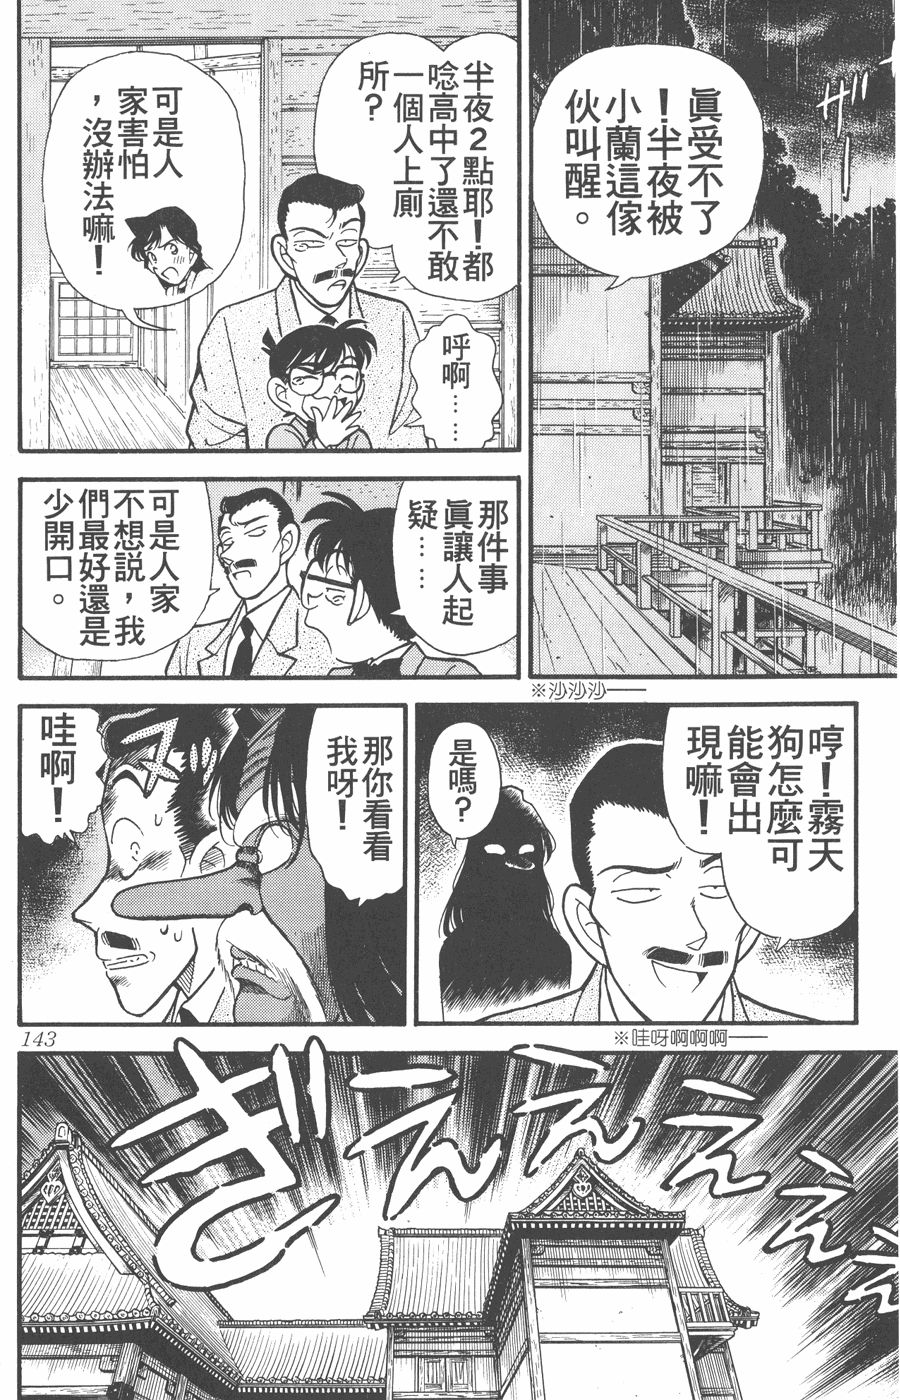 眞受不了
！半夜被
小蘭這傢
伙叫醒。
ザァァ
※沙沙沙──
半夜2點耶！都
唸高中了還不敢
一個人上廁
所？
可是人
家害怕
，沒辦法嘛！
呼啊……
那件事
眞讓人起
疑……
可是人家
不想説，我
們最好還是
少開口。
哼！霧天
狗怎麼可
能會出
現嘛！
是嗎？
那你看看
我呀！
哇啊！
※哇呀啊啊啊──
ぎえええええ
143